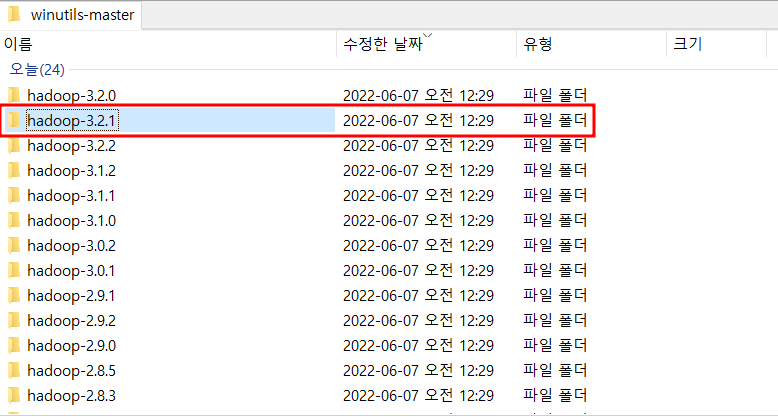 winutils-master
이름 수정한 날짜 유형 크기
오늘(24)
hadoop-3.2.0 2022-06-07 오전 12:29 파일 폴더
hadoop-3.2.1 2022-06-07 오전 12:29 파일 폴더
hadoop-3.2.2 2022-06-07 오전 12:29 파일 폴더
hadoop-3.1.2 2022-06-07 오전 12:29 파일 폴더
hadoop-3.1.1 2022-06-07 오전 12:29 파일 폴더
hadoop-3.1.0 2022-06-07 오전 12:29 파일 폴더
hadoop-3.0.2 2022-06-07 오전 12:29 파일 폴더
hadoop-3.0.1 2022-06-07 오전 12:29 파일 폴더
hadoop-2.9.1 2022-06-07 오전 12:29 파일 폴더
hadoop-2.9.2 2022-06-07 오전 12:29 파일 폴더
hadoop-2.9.0 2022-06-07 오전 12:29 파일 폴더
hadoop-2.8.5 2022-06-07 오전 12:29 파일 폴더
hadoop-2.8.3 2022-06-07 오전 12:29 파일 폴더